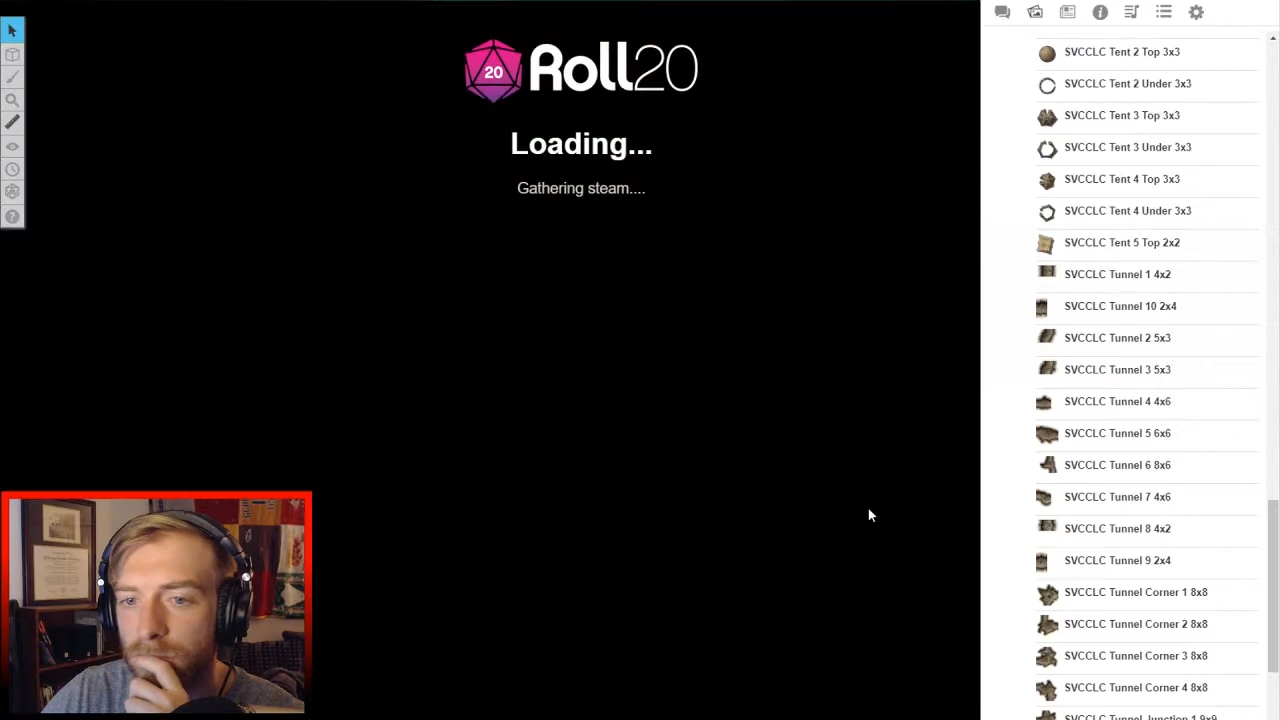 20
Roll20
Loading...
Gathering steam....
SVCCLC Tent 2 Top 3x3
SVCCLC Tent 2 Under 3x3
SVCCLC Tent 3 Top 3x3
SVCCLC Tent 3 Under 3x3
SVCCLC Tent 4 Top 3x3
SVCCLC Tent 4 Under 3x3
SVCCLC Tent 5 Top 2x2
SVCCLC Tunnel 1 4x2
SVCCLC Tunnel 10 2x4
SVCCLC Tunnel 2 5x3
SVCCLC Tunnel 3 5x3
SVCCLC Tunnel 4 4x6
SVCCLC Tunnel 5 6x6
SVCCLC Tunnel 6 8x6
SVCCLC Tunnel 7 4x6
SVCCLC Tunnel 8 4x2
SVCCLC Tunnel 9 2x4
SVCCLC Tunnel Corner 1 8x8
SVCCLC Tunnel Corner 2 8x8
SVCCLC Tunnel Corner 3 8x8
SVCCLC Tunnel Corner 4 8x8
SVCCLC Tunnel Junction 1 9x9